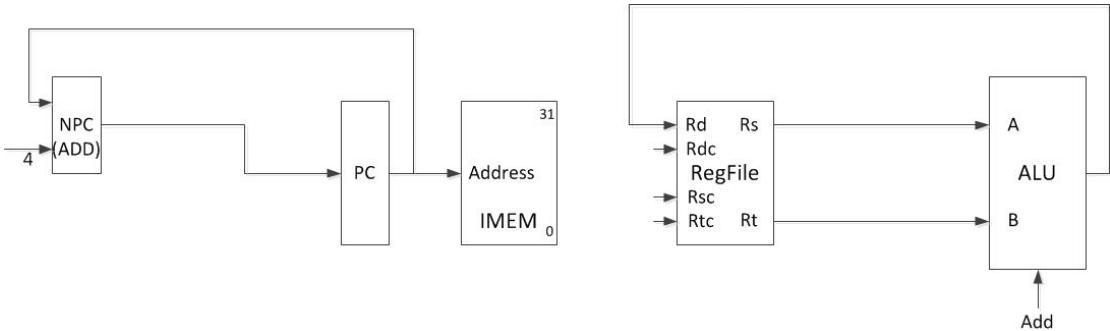 NPC
(ADD)
4
PC
31
Address
IMEM
0
Rd Rs
Rdc
RegFile
Rsc
Rtc Rt
A
ALU
B
Add